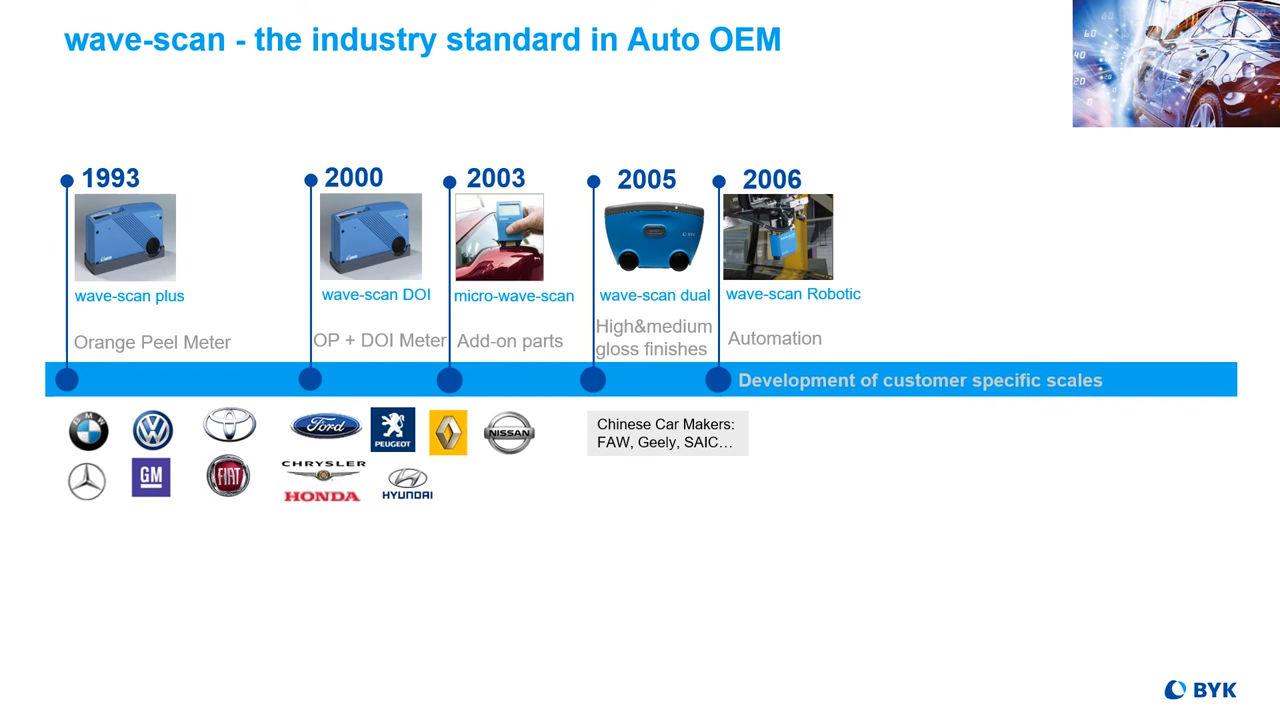 wave-scan - the industry standard in Auto OEM
1993
2000
2003
2005
2006
wave-scan plus
wave-scan DOI
micro-wave-scan
wave-scan dual
wave-scan Robotic
Orange Peel Meter
OP + DOI Meter
Add-on parts
High&medium
gloss finishes
Automation
Development of customer specific scales
BMW
Ford
PEUGEOT
NISSAN
Chinese Car Makers:
FAW, Geely, SAIC…
GM
FIAT
CHRYSLER
HONDA
HYUNDAI
BYK